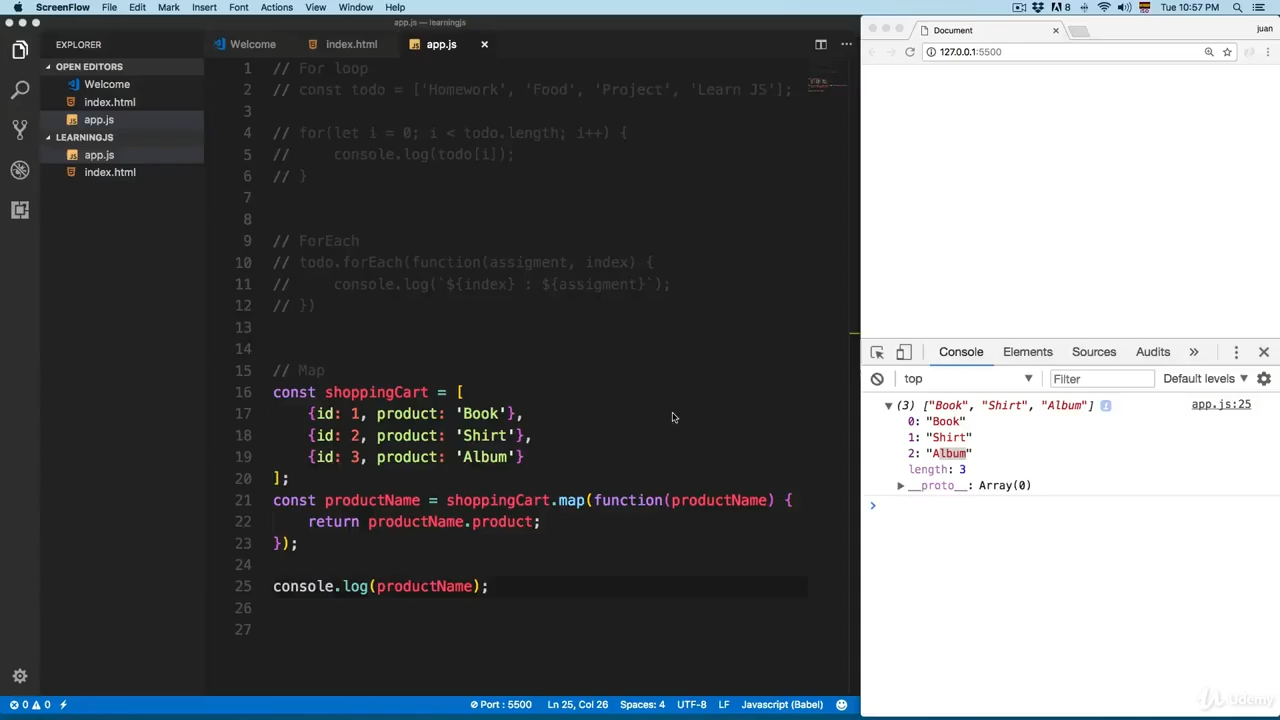 ScreenFlow File Edit Mark Insert Font Actions View Window Help 8 Tue 10:57 PM
app.js — learningjs
EXPLORER
OPEN EDITORS
Welcome
index.html
app.js
LEARNINGJS
app.js
index.html
Welcome index.html app.js
1 // For loop
2 // const todo = ['Homework', 'Food', 'Project', 'Learn JS'];
3
4 // for(let i = 0; i < todo.length; i++) {
5 // console.log(todo[i]);
6 // }
7
8
9 // ForEach
10 // todo.forEach(function(assigment, index) {
11 // console.log(`${index} : ${assigment}`);
12 // })
13
14
15 // Map
16 const shoppingCart = [
17 {id: 1, product: 'Book'},
18 {id: 2, product: 'Shirt'},
19 {id: 3, product: 'Album'}
20 ];
21 const productName = shoppingCart.map(function(productName) {
22 return productName.product;
23 });
24
25 console.log(productName);
26
27
0 0 Port : 5500 Ln 25, Col 26 Spaces: 4 UTF-8 LF Javascript (Babel)
Document juan
127.0.0.1:5500
Console Elements Sources Audits »
top Filter Default levels
(3) ["Book", "Shirt", "Album"] app.js:25
0: "Book"
1: "Shirt"
2: "Album"
length: 3
__proto__: Array(0)
Udemy